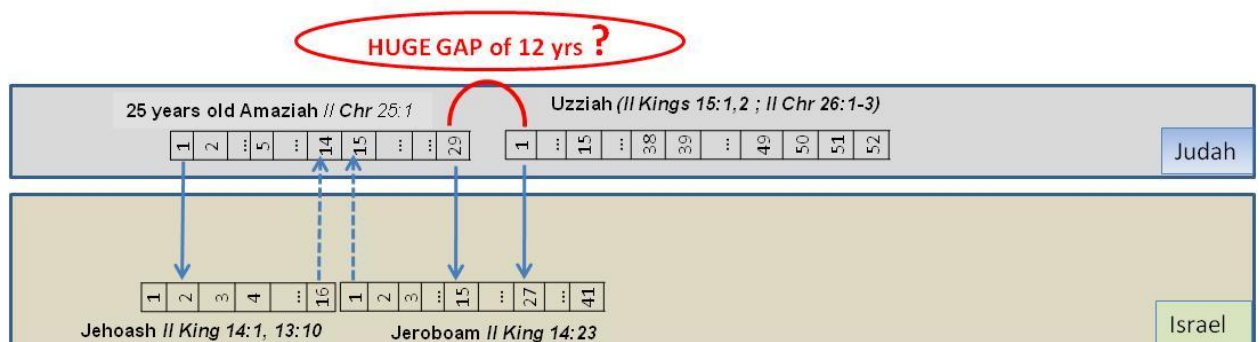 HUGE GAP of 12 yrs ?
25 years old Amaziah // Chr 25:1
Uzziah (II Kings 15:1,2 ; II Chr 26:1-3)
1 2 ... 5 ... 14 15 ... ... 29
1 ... 15 ... 38 39 ... 49 50 51 52
Judah
1 2 3 4 ... 16
1 2 3 ... 15 ... 27 ... 41
Jehoash II King 14:1, 13:10
Jeroboam II King 14:23
Israel